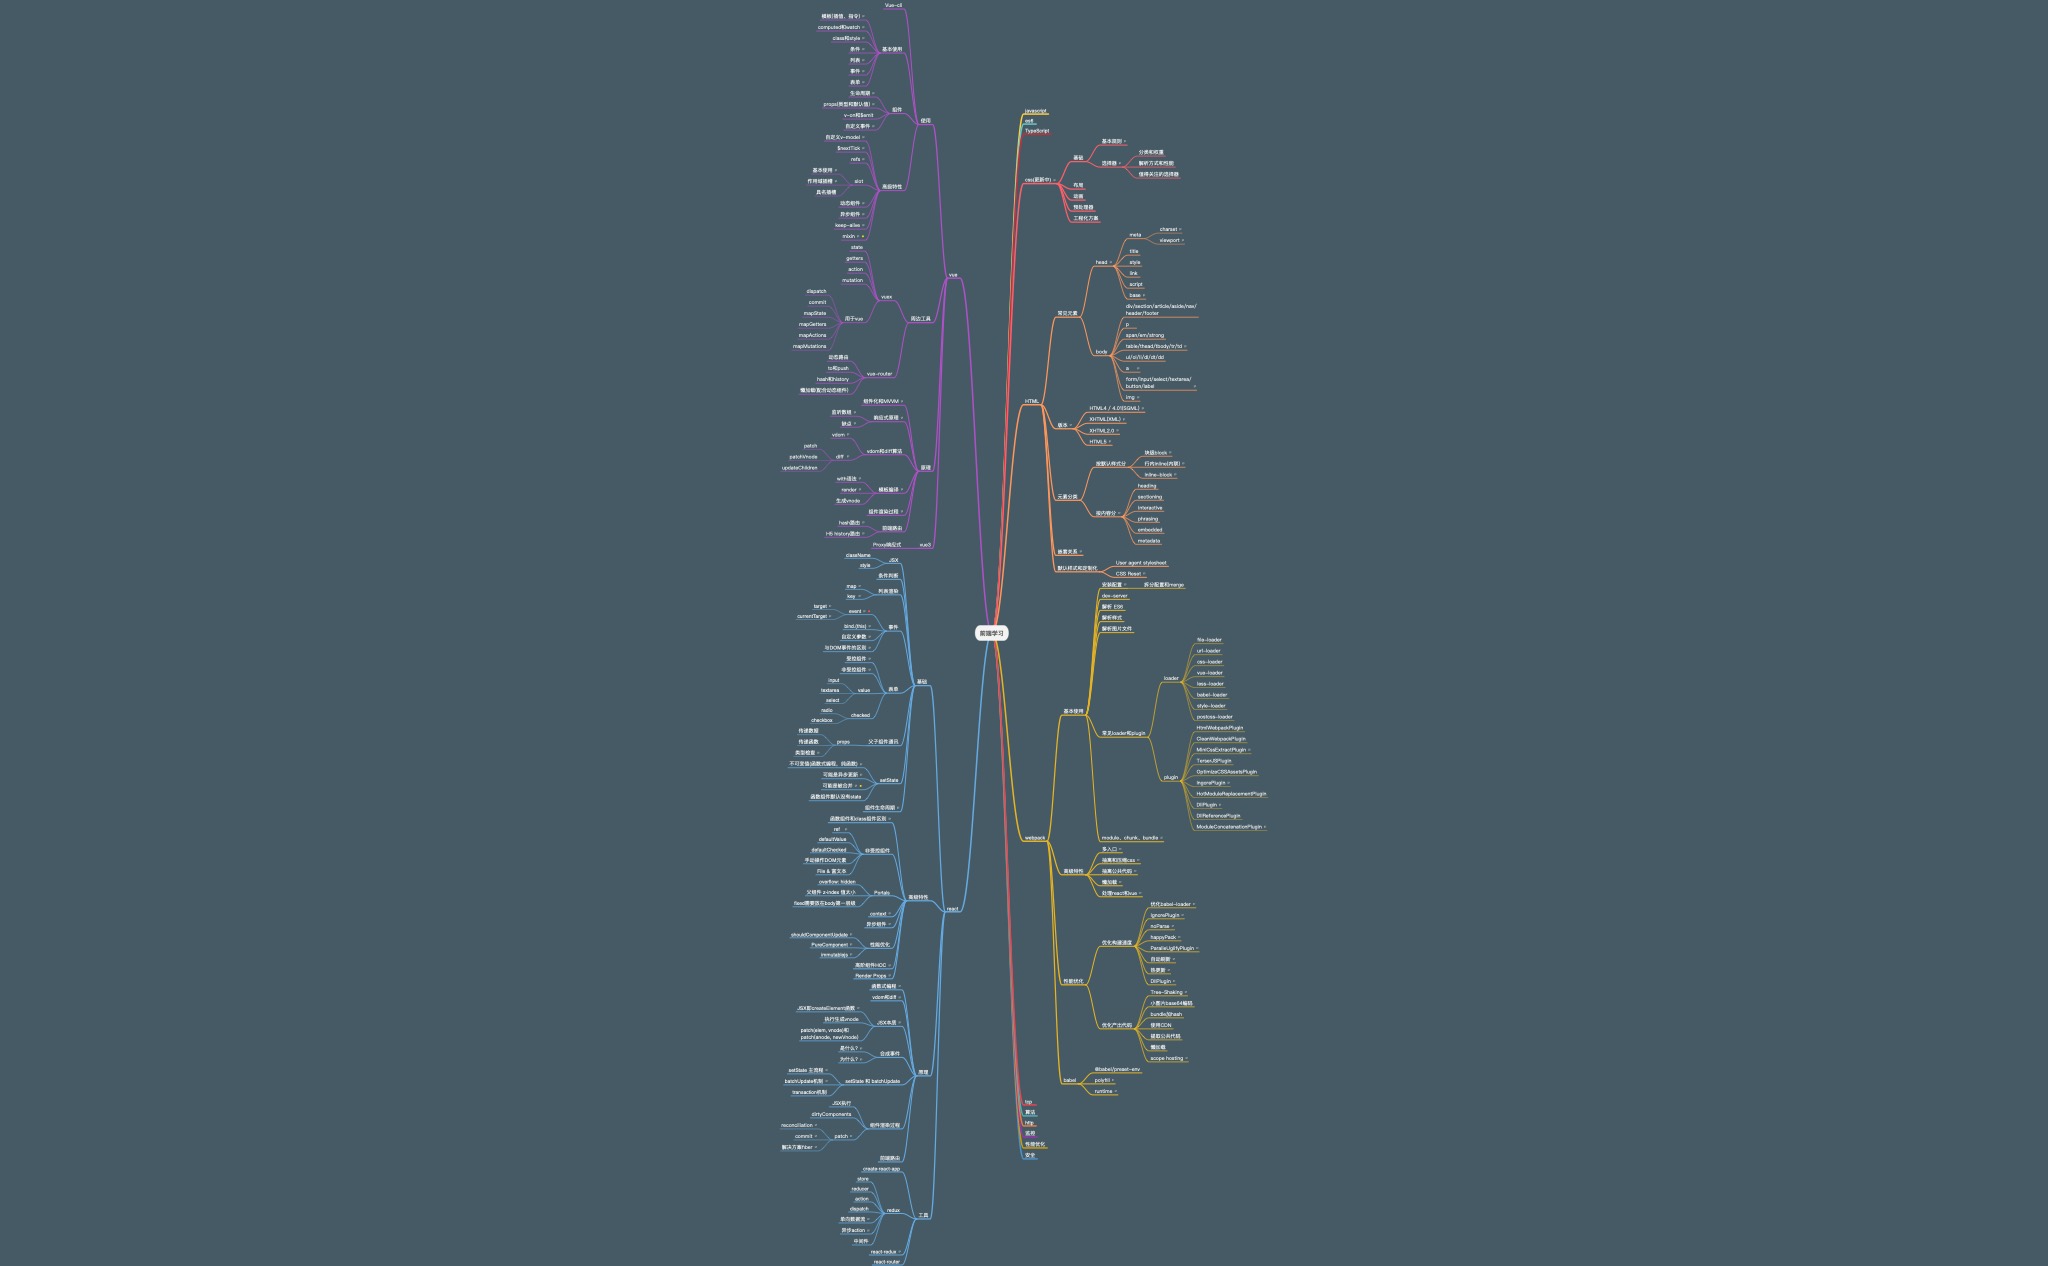 前端学习
javascript
es6
TypeScript
css(更新中)
基础
基本规则
选择器
分类和权重
解析方式和性能
值得关注的选择器
布局
动画
预处理器
工程化方案
HTML
常见元素
head
meta
charset
viewport
title
style
link
script
base
body
div/section/article/aside/nav/
header/footer
p
span/em/strong
table/thead/tbody/tr/td
ul/ol/li/dl/dt/dd
a
form/input/select/textarea/
button/label
img
版本
HTML4 / 4.01(SGML)
XHTML(XML)
XHTML2.0
HTML5
元素分类
按默认样式分
块级block
行内inline(内联)
inline-block
按内容分
heading
sectioning
interactive
phrasing
embedded
metadata
嵌套关系
默认样式和定制化
User agent stylesheet
CSS Reset
webpack
基本使用
安装配置
拆分配置和merge
dev-server
解析 ES6
解析样式
解析图片文件
常见loader和plugin
loader
file-loader
url-loader
css-loader
vue-loader
less-loader
babel-loader
style-loader
postcss-loader
plugin
HtmlWebpackPlugin
CleanWebpackPlugin
MiniCssExtractPlugin
TerserJSPlugin
OptimizeCSSAssetsPlugin
IngorePlugin
HotModuleReplacementPlugin
DllPlugin
DllReferencePlugin
ModuleConcatenationPlugin
module、chunk、bundle
高级特性
多入口
抽离和压缩css
抽离公共代码
懒加载
处理react和vue
性能优化
优化构建速度
优化babel-loader
IgnorePlugin
noParse
happyPack
ParalleUglifyPlugin
自动刷新
热更新
DllPlugin
优化产出代码
Tree-Shaking
小图片base64编码
bundle加hash
使用CDN
提取公共代码
懒加载
scope hosting
babel
@babel/preset-env
polyfill
runtime
tcp
算法
http
监控
性能优化
安全
vue
使用
Vue-cli
基本使用
模板(插值、指令)
computed和watch
class和style
条件
列表
事件
表单
组件
生命周期
props(类型和默认值)
v-on和$emit
自定义事件
高级特性
自定义v-model
$nextTick
refs
slot
基本使用
作用域插槽
具名插槽
动态组件
异步组件
keep-alive
mixin
周边工具
vuex
state
getters
action
mutation
用于vue
dispatch
commit
mapState
mapGetters
mapActions
mapMutations
vue-router
动态路由
to和push
hash和history
懒加载(配合动态组件)
原理
组件化和MVVM
响应式原理
监听数组
缺点
vdom和diff算法
vdom
diff
patch
patchVnode
updateChildren
模板编译
with语法
render
生成vnode
组件渲染过程
前端路由
hash路由
H5 history路由
vue3
Proxy响应式
react
基础
JSX
className
style
条件判断
列表渲染
map
key
事件
event
target
currentTarget
bind.(this)
自定义参数
与DOM事件的区别
表单
受控组件
非受控组件
value
input
textarea
select
checked
radio
checkbox
父子组件通讯
props
传递数据
传递函数
类型检查
setState
不可变值(函数式编程、纯函数)
可能是异步更新
可能是被合并
函数组件默认没有state
组件生命周期
高级特性
函数组件和class组件区别
非受控组件
ref
defaultValue
defaultChecked
手动操作DOM元素
File & 富文本
Portals
overflow: hidden
父组件 z-index 值太小
fixed需要放在body第一层级
context
异步组件
性能优化
shouldComponentUpdate
PureComponent
immutablejs
高阶组件HOC
Render Props
原理
函数式编程
vdom和diff
JSX本质
JSX即createElement函数
执行生成vnode
patch(elem, vnode)和
patch(vnode, newVnode)
合成事件
是什么?
为什么?
setState 和 batchUpdate
setState 主流程
batchUpdate机制
transaction机制
组件渲染过程
JSX执行
dirtyComponents
patch
reconciliation
commit
解决方案fiber
前端路由
工具
create-react-app
redux
store
reducer
action
dispatch
单向数据流
异步action
中间件
react-redux
react-router